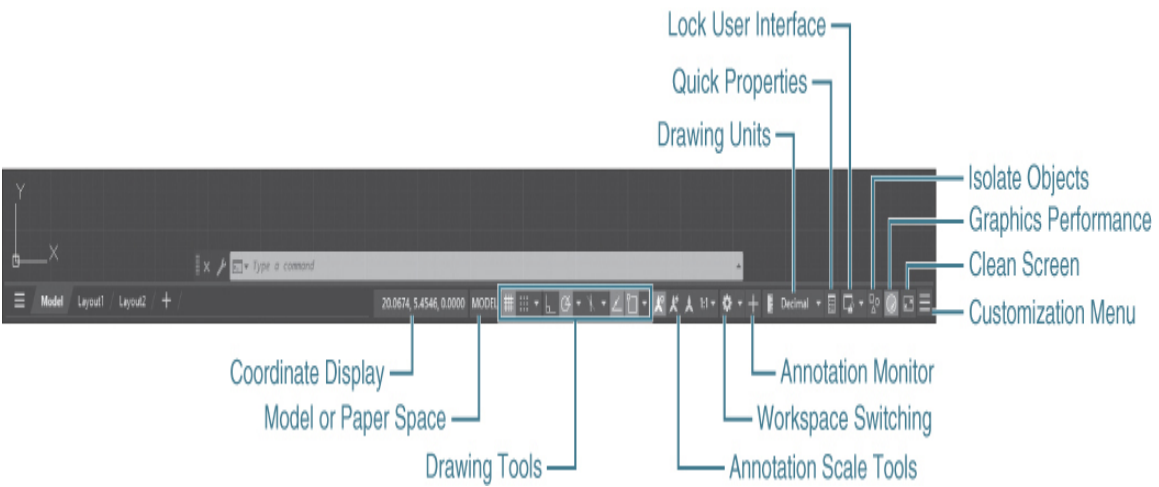 Lock User Interface
Quick Properties
Drawing Units
Isolate Objects
Graphics Performance
Clean Screen
Customization Menu
Y
X
Type a command
Model Layout1 Layout2 +
20.0674, 5.4546, 0.0000 MODEL 1:1 Decimal
Coordinate Display
Model or Paper Space
Drawing Tools
Annotation Monitor
Workspace Switching
Annotation Scale Tools